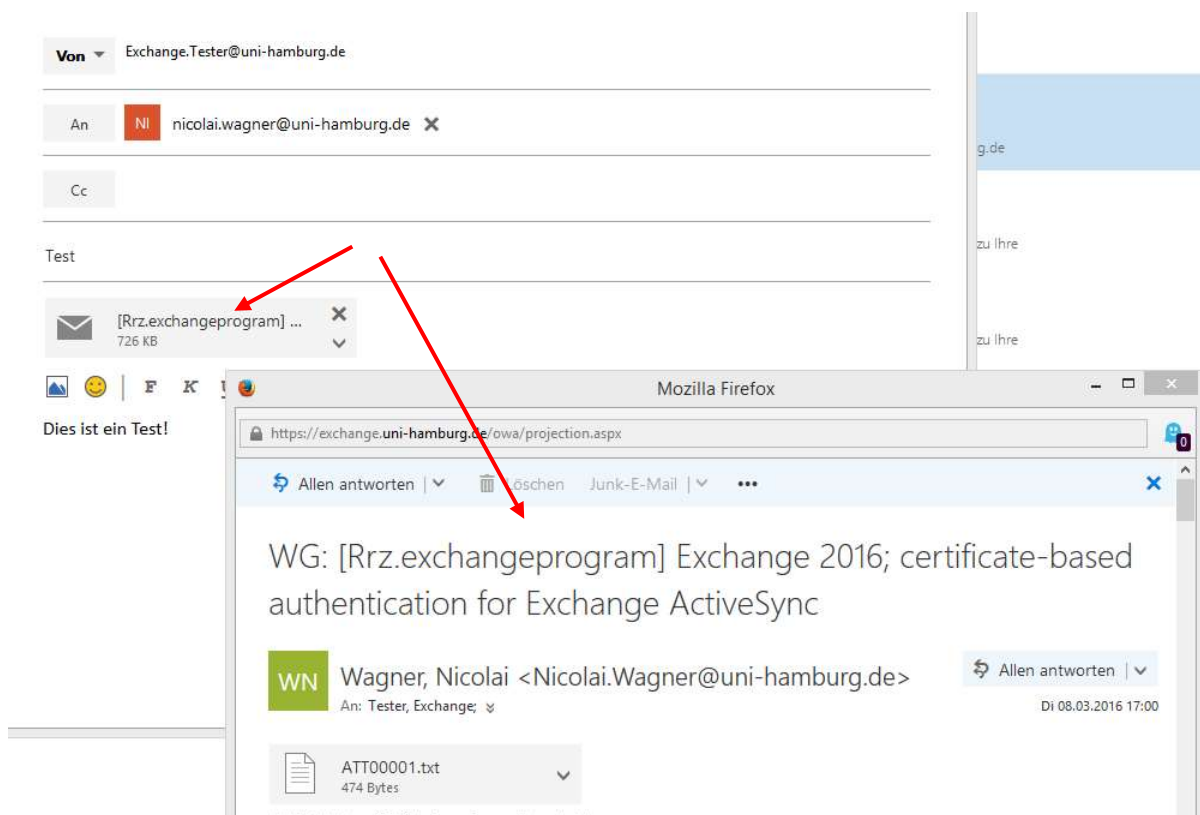 Von Exchange.Tester@uni-hamburg.de
An NI nicolai.wagner@uni-hamburg.de
g.de
Cc
zu Ihre
Test
[Rrz.exchangeprogram] ...
726 KB
zu Ihre
F K
Mozilla Firefox
Dies ist ein Test!
https://exchange.uni-hamburg.de/owa/projection.aspx
0
Allen antworten | Löschen Junk-E-Mail | •••
WG: [Rrz.exchangeprogram] Exchange 2016; certificate-based
authentication for Exchange ActiveSync
WN Wagner, Nicolai <Nicolai.Wagner@uni-hamburg.de>
Allen antworten |
An: Tester, Exchange;
Di 08.03.2016 17:00
ATT00001.txt
474 Bytes